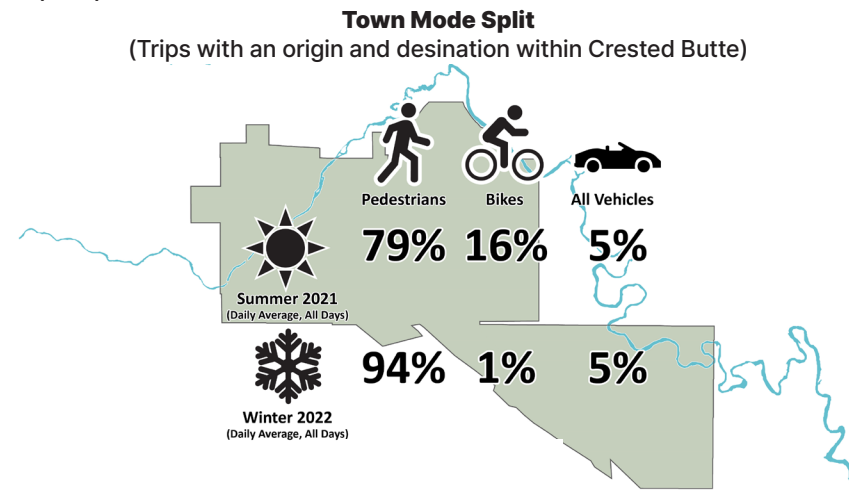 Town Mode Split
(Trips with an origin and desination within Crested Butte)
Pedestrians Bikes All Vehicles
79% 16% 5%
Summer 2021
(Daily Average, All Days)
94% 1% 5%
Winter 2022
(Daily Average, All Days)